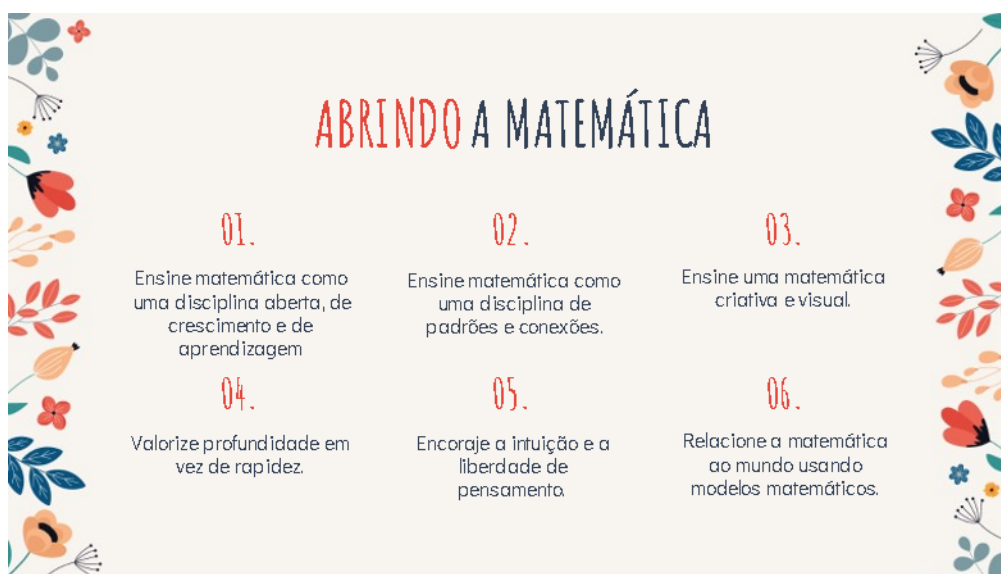 ABRINDO A MATEMÁTICA
01.
Ensine matemática como
uma disciplina aberta, de
crescimento e de
aprendizagem
02.
Ensine matemática como
uma disciplina de
padrões e conexões.
03.
Ensine uma matemática
criativa e visual.
04.
Valorize profundidade em
vez de rapidez.
05.
Encoraje a intuição e a
liberdade de
pensamento.
06.
Relacione a matemática
ao mundo usando
modelos matemáticos.